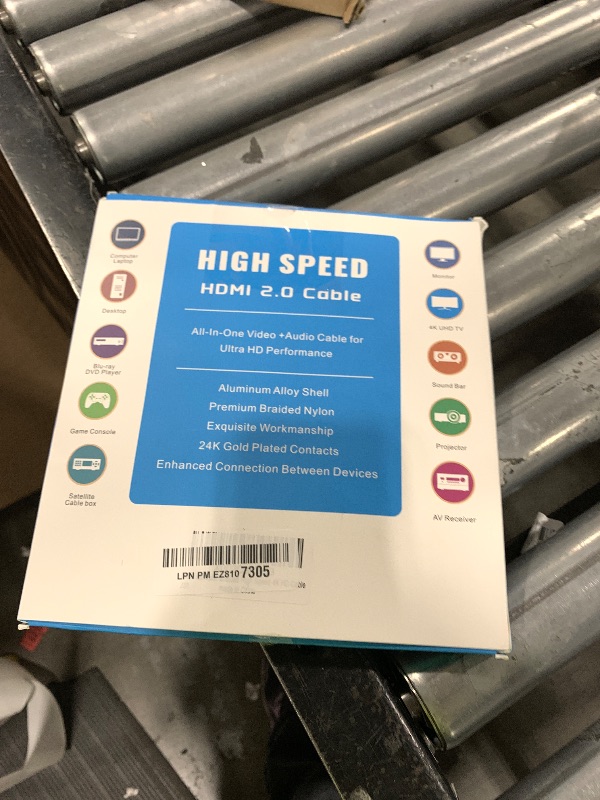 HIGH SPEED
HDMI 2.0 Cable
All-In-One Video +Audio Cable for
Ultra HD Performance
Aluminum Alloy Shell
Premium Braided Nylon
Exquisite Workmanship
24K Gold Plated Contacts
Enhanced Connection Between Devices
Computer
Laptop
Desktop
Blu-ray
DVD Player
Game Console
Satellite
Cable box
Monitor
4K UHD TV
Sound Bar
Projector
AV Receiver
LPN PM EZ8107305